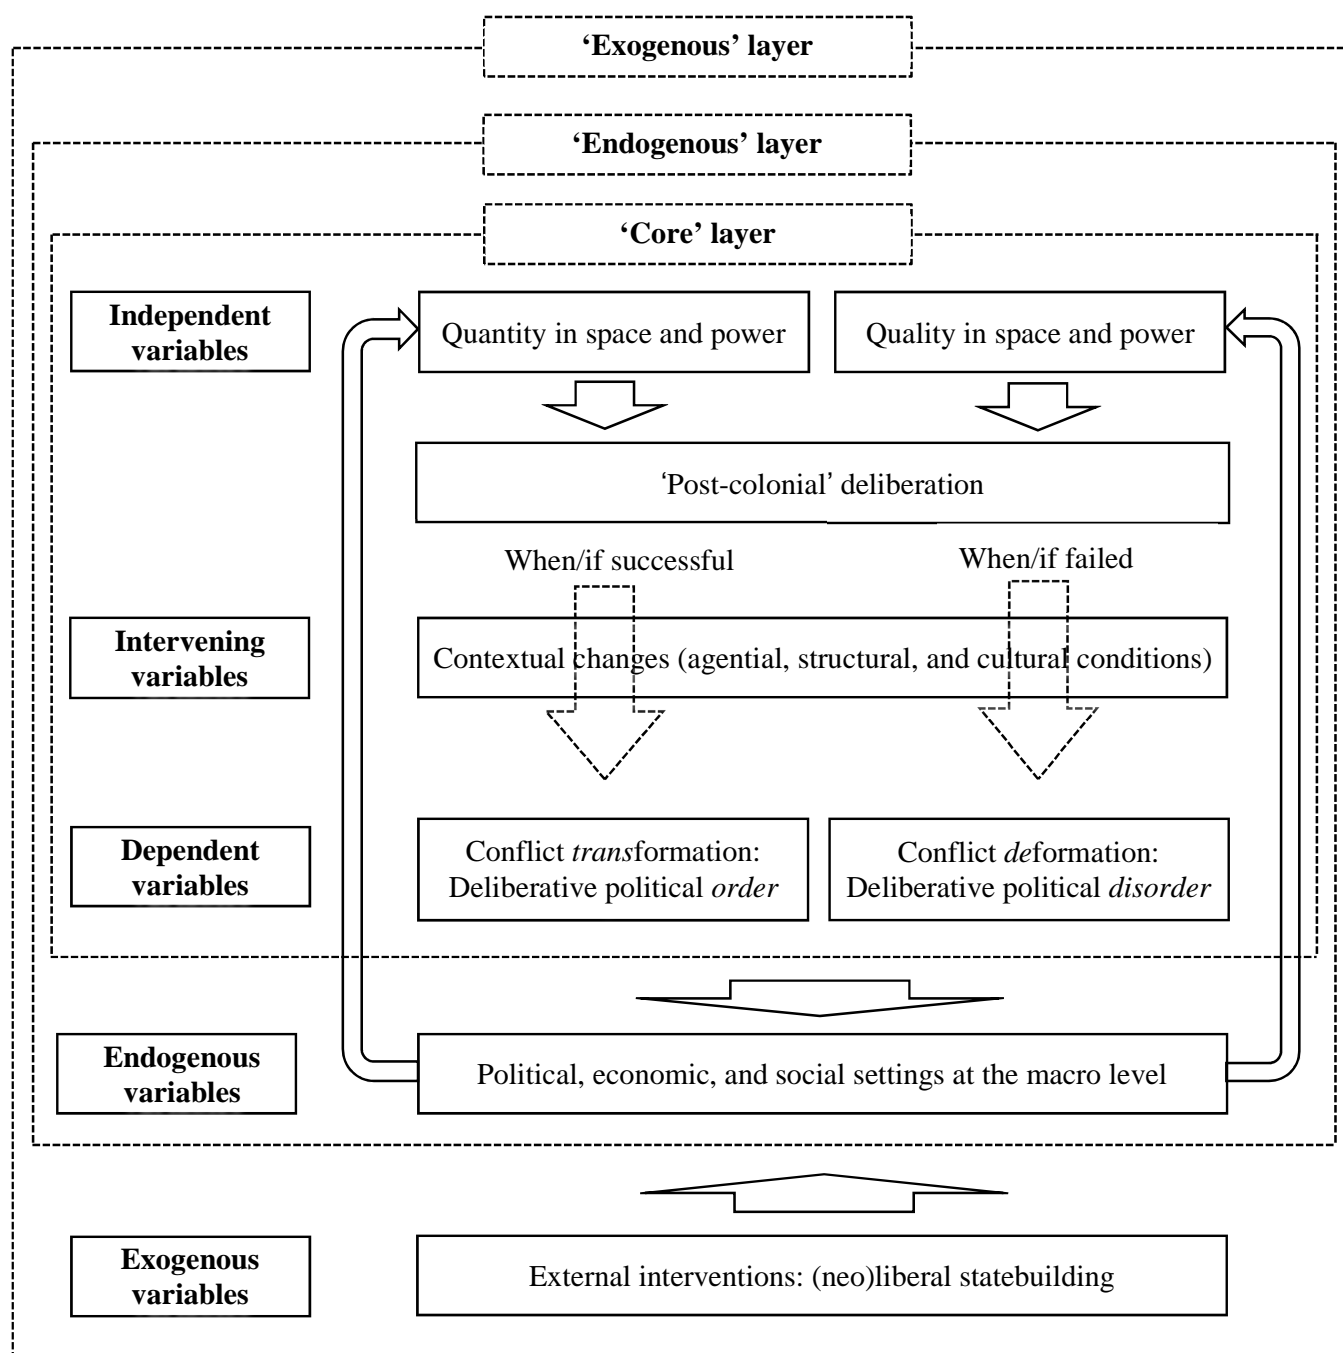 ‘Exogenous’ layer
‘Endogenous’ layer
‘Core’ layer
Independent
variables
Quantity in space and power
Quality in space and power
‘Post-colonial’ deliberation
When/if successful
When/if failed
Intervening
variables
Contextual changes (agential, structural, and cultural conditions)
Dependent
variables
Conflict transformation:
Deliberative political order
Conflict deformation:
Deliberative political disorder
Endogenous
variables
Political, economic, and social settings at the macro level
Exogenous
variables
External interventions: (neo)liberal statebuilding